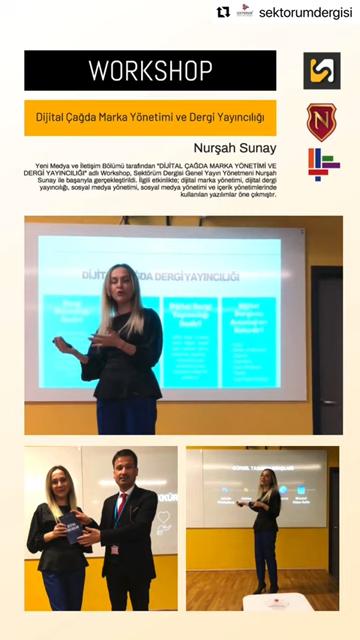 sektorumdergisi
WORKSHOP
Dijital Çağda Marka Yönetimi ve Dergi Yayıncılığı
Nurşah Sunay
Yeni Medya ve İletişim Bölümü tarafından "DİJİTAL ÇAĞDA MARKA YÖNETİMİ VE
DERGİ YAYINCILIĞI" adlı Workshop, Sektörüm Dergisi Genel Yayın Yönetmeni Nurşah
Sunay ile başarıyla gerçekleştirildi. İlgili etkinlikte; dijital marka yönetimi, dijital dergi
yayıncılığı, sosyal medya yönetimi, sosyal medya yönetimi ve içerik yönetimlerinde
kullanılan yazılımlar öne çıkmıştır.
N
DİJİTAL ÇAĞDA DERGİ YAYINCILIĞI